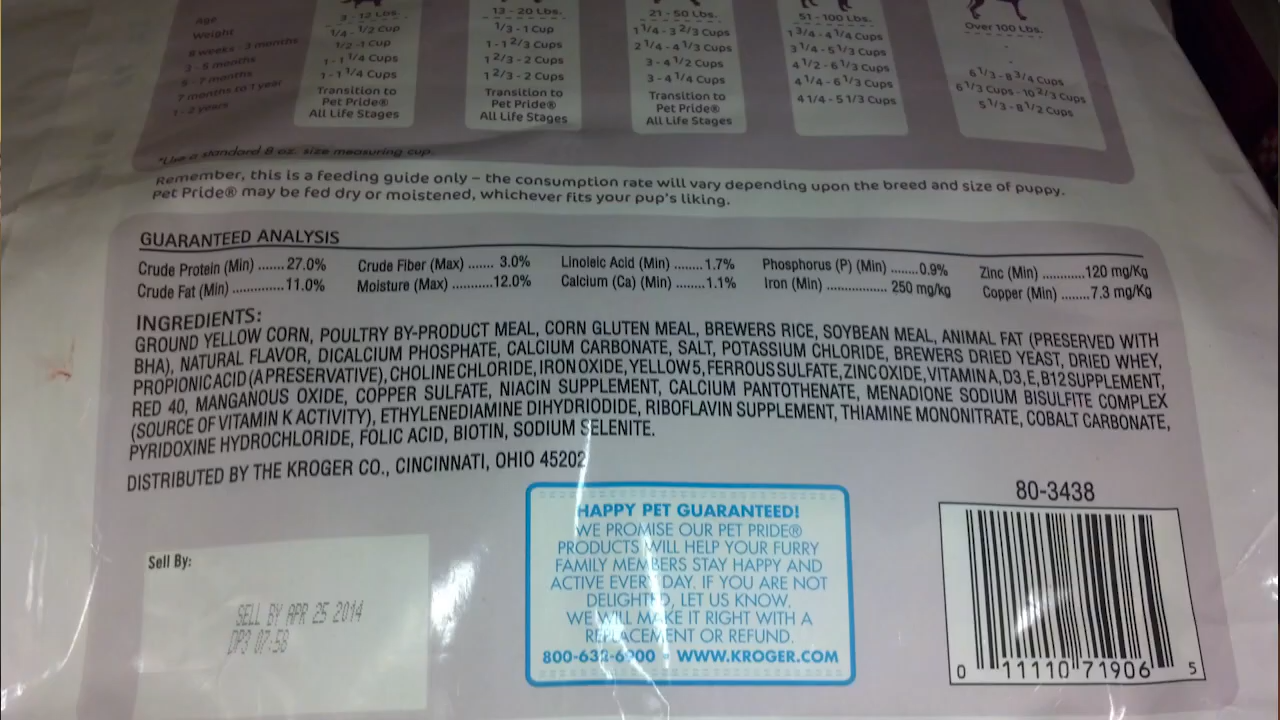 3 - 12 Lbs.
13 - 20 Lbs.
21 - 50 Lbs.
51 - 100 Lbs.
Over 100 Lbs.
Age
Weight
8 weeks - 3 months
1/4 - 1/2 Cup
1/3 - 1 Cup
1 1/4 - 3 2/3 Cups
1 3/4 - 4 1/4 Cups
-
3 - 5 months
1/2 - 1 Cup
1 - 1 2/3 Cups
2 1/4 - 4 1/3 Cups
3 1/4 - 5 1/3 Cups
6 1/3 - 8 3/4 Cups
5 - 7 months
1 - 1 1/4 Cups
1 2/3 - 2 Cups
3 - 4 1/2 Cups
4 1/2 - 6 1/3 Cups
6 1/3 Cups - 10 2/3 Cups
7 months to 1 year
1 - 1 1/4 Cups
1 2/3 - 2 Cups
3 - 4 1/4 Cups
4 1/4 - 6 1/3 Cups
5 1/3 - 8 1/2 Cups
1 - 2 years
Transition to
Pet Pride®
All Life Stages
Transition to
Pet Pride®
All Life Stages
Transition to
Pet Pride®
All Life Stages
4 1/4 - 5 1/3 Cups
*Use a standard 8 oz. size measuring cup.
Remember, this is a feeding guide only – the consumption rate will vary depending upon the breed and size of puppy.
Pet Pride® may be fed dry or moistened, whichever fits your pup's liking.
GUARANTEED ANALYSIS
Crude Protein (Min) .......27.0% Crude Fiber (Max) ....... 3.0% Linoleic Acid (Min) ........1.7% Phosphorus (P) (Min) ........0.9% Zinc (Min) ...........120 mg/Kg
Crude Fat (Min) ..............11.0% Moisture (Max) ...........12.0% Calcium (Ca) (Min) ........1.1% Iron (Min) ................ 250 mg/kg Copper (Min) ........7.3 mg/Kg
INGREDIENTS:
GROUND YELLOW CORN, POULTRY BY-PRODUCT MEAL, CORN GLUTEN MEAL, BREWERS RICE, SOYBEAN MEAL, ANIMAL FAT (PRESERVED WITH
BHA), NATURAL FLAVOR, DICALCIUM PHOSPHATE, CALCIUM CARBONATE, SALT, POTASSIUM CHLORIDE, BREWERS DRIED YEAST, DRIED WHEY,
PROPIONIC ACID (A PRESERVATIVE), CHOLINE CHLORIDE, IRON OXIDE, YELLOW 5, FERROUS SULFATE, ZINC OXIDE, VITAMIN A, D3, E, B12 SUPPLEMENT,
RED 40, MANGANOUS OXIDE, COPPER SULFATE, NIACIN SUPPLEMENT, CALCIUM PANTOTHENATE, MENADIONE SODIUM BISULFITE COMPLEX
(SOURCE OF VITAMIN K ACTIVITY), ETHYLENEDIAMINE DIHYDRIODIDE, RIBOFLAVIN SUPPLEMENT, THIAMINE MONONITRATE, COBALT CARBONATE,
PYRIDOXINE HYDROCHLORIDE, FOLIC ACID, BIOTIN, SODIUM SELENITE.
DISTRIBUTED BY THE KROGER CO., CINCINNATI, OHIO 45202
Sell By:
SELL BY APR 25 2014
DP3 07:58
HAPPY PET GUARANTEED!
WE PROMISE OUR PET PRIDE®
PRODUCTS WILL HELP YOUR FURRY
FAMILY MEMBERS STAY HAPPY AND
ACTIVE EVERY DAY. IF YOU ARE NOT
DELIGHTED, LET US KNOW.
WE WILL MAKE IT RIGHT WITH A
REPLACEMENT OR REFUND.
800-632-6900 • WWW.KROGER.COM
80-3438
0 11110 71906 5